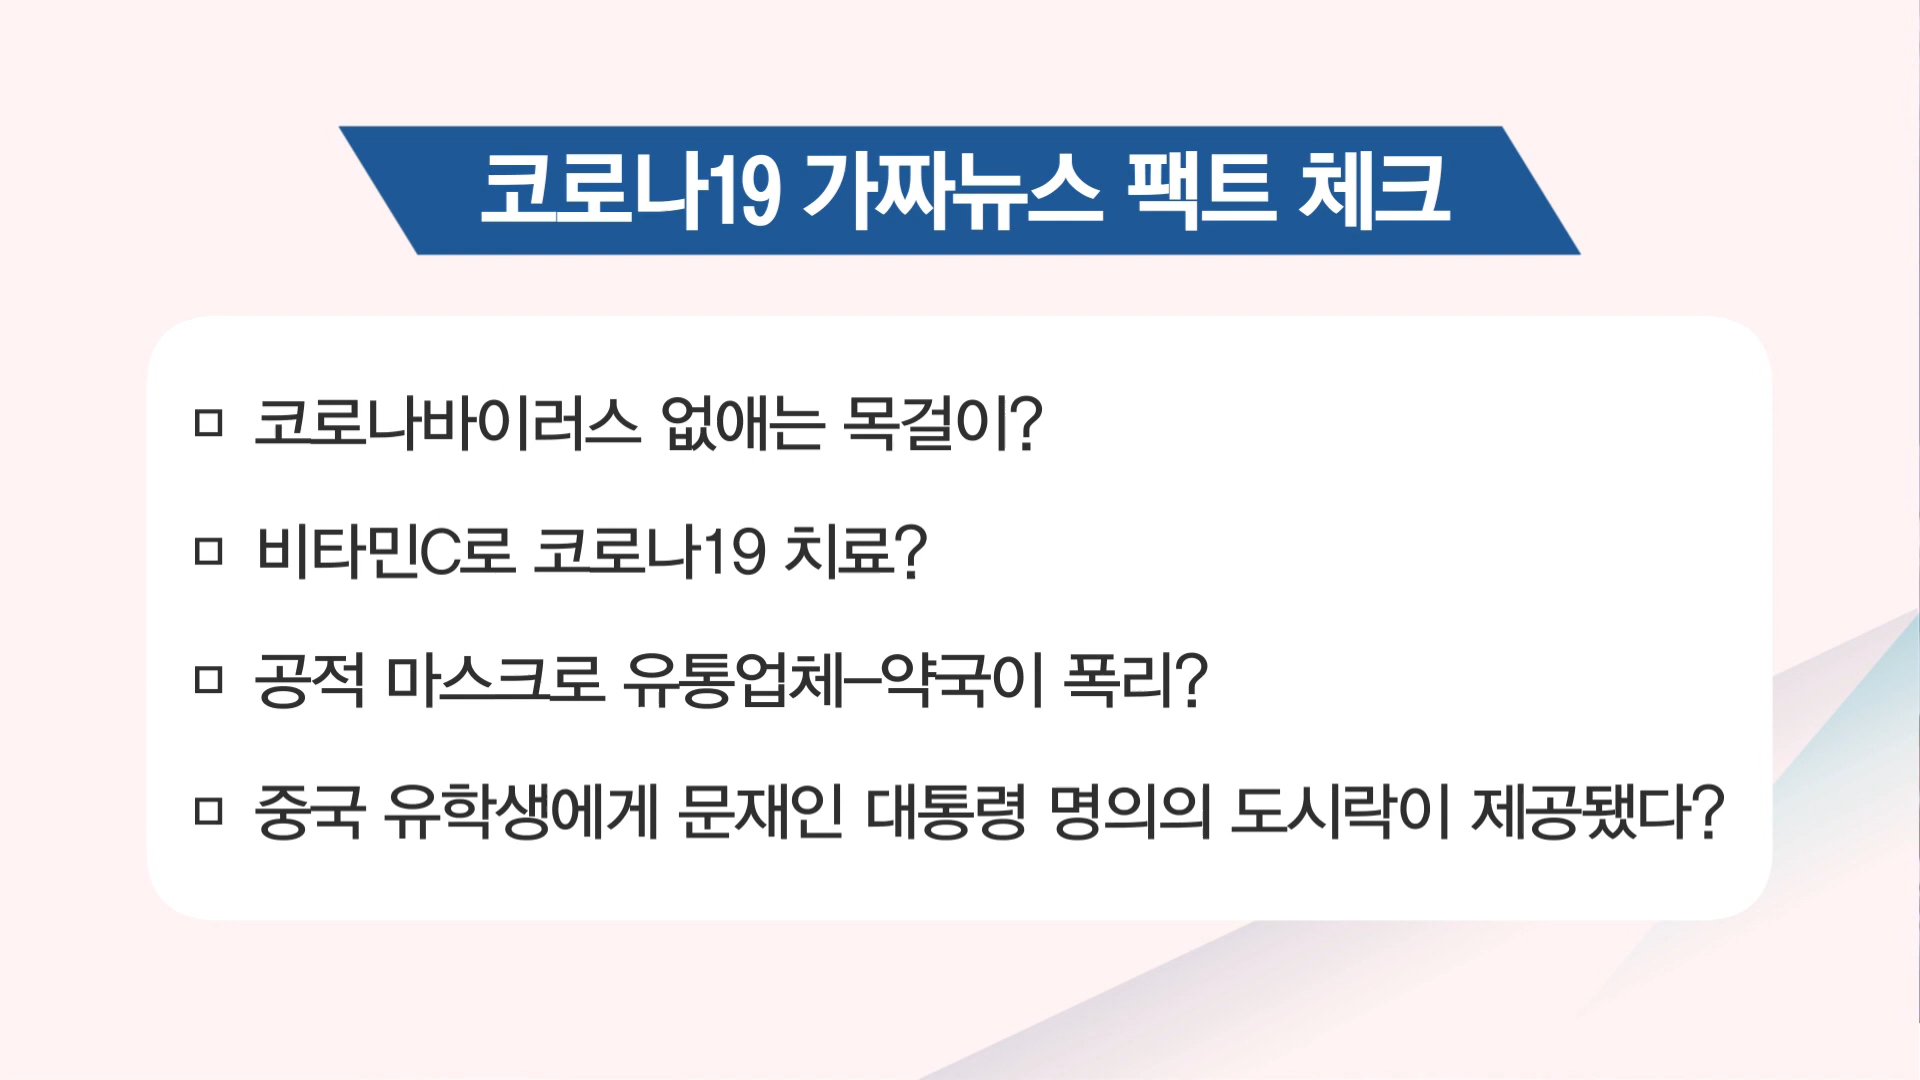 코로나19 가짜뉴스 팩트 체크
□ 코로나바이러스 없애는 목걸이?
□ 비타민C로 코로나19 치료?
□ 공적 마스크로 유통업체-약국이 폭리?
□ 중국 유학생에게 문재인 대통령 명의의 도시락이 제공됐다?